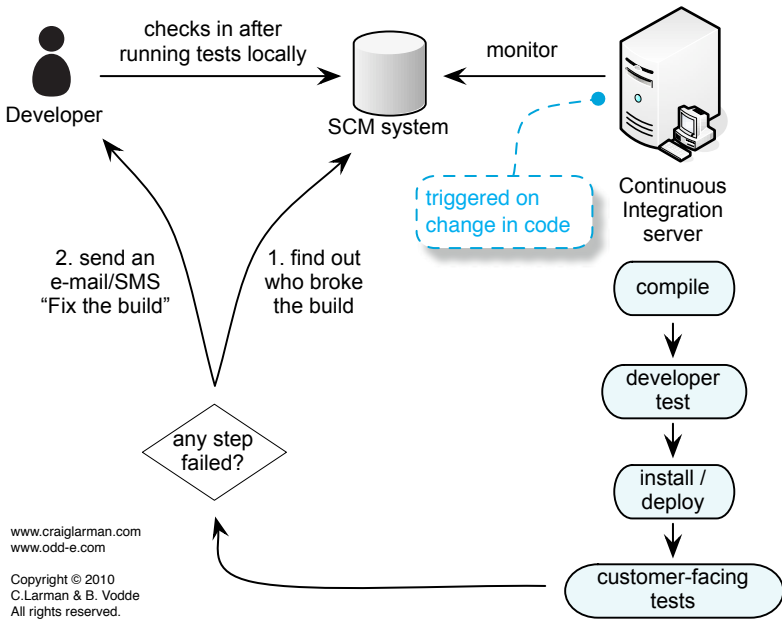 checks in after
running tests locally
monitor
Developer
SCM system
triggered on
change in code
Continuous
Integration
server
2. send an
e-mail/SMS
“Fix the build”
1. find out
who broke
the build
compile
developer
test
any step
failed?
install /
deploy
customer-facing
tests
www.craiglarman.com
www.odd-e.com
Copyright © 2010
C.Larman & B. Vodde
All rights reserved.